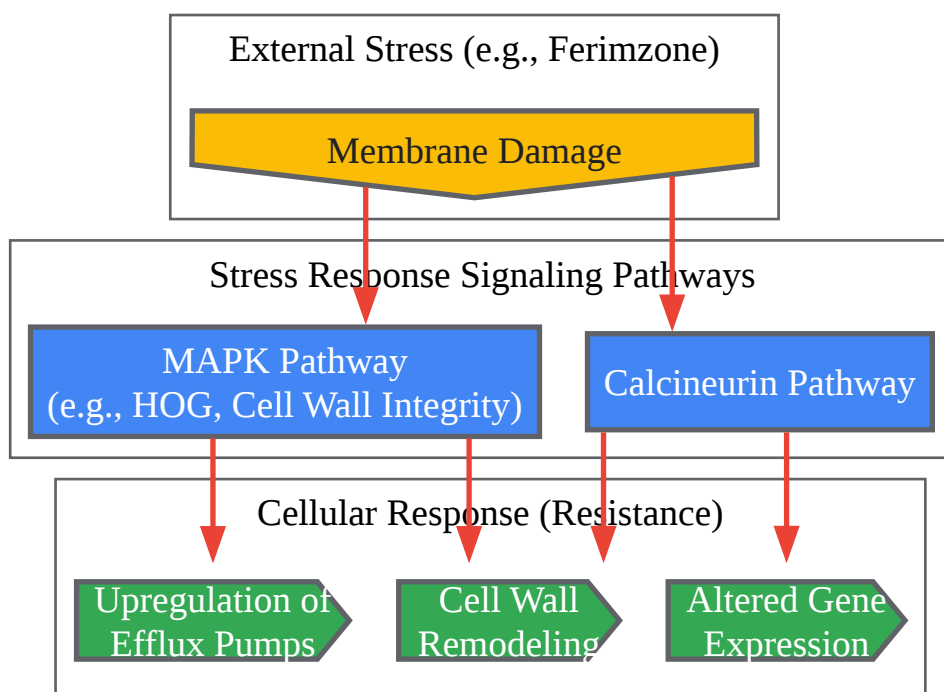 External Stress (e.g., Ferimzone)
Membrane Damage
Stress Response Signaling Pathways
MAPK Pathway
(e.g., HOG, Cell Wall Integrity)
Calcineurin Pathway
Cellular Response (Resistance)
Upregulation of
Efflux Pumps
Cell Wall
Remodeling
Altered Gene
Expression